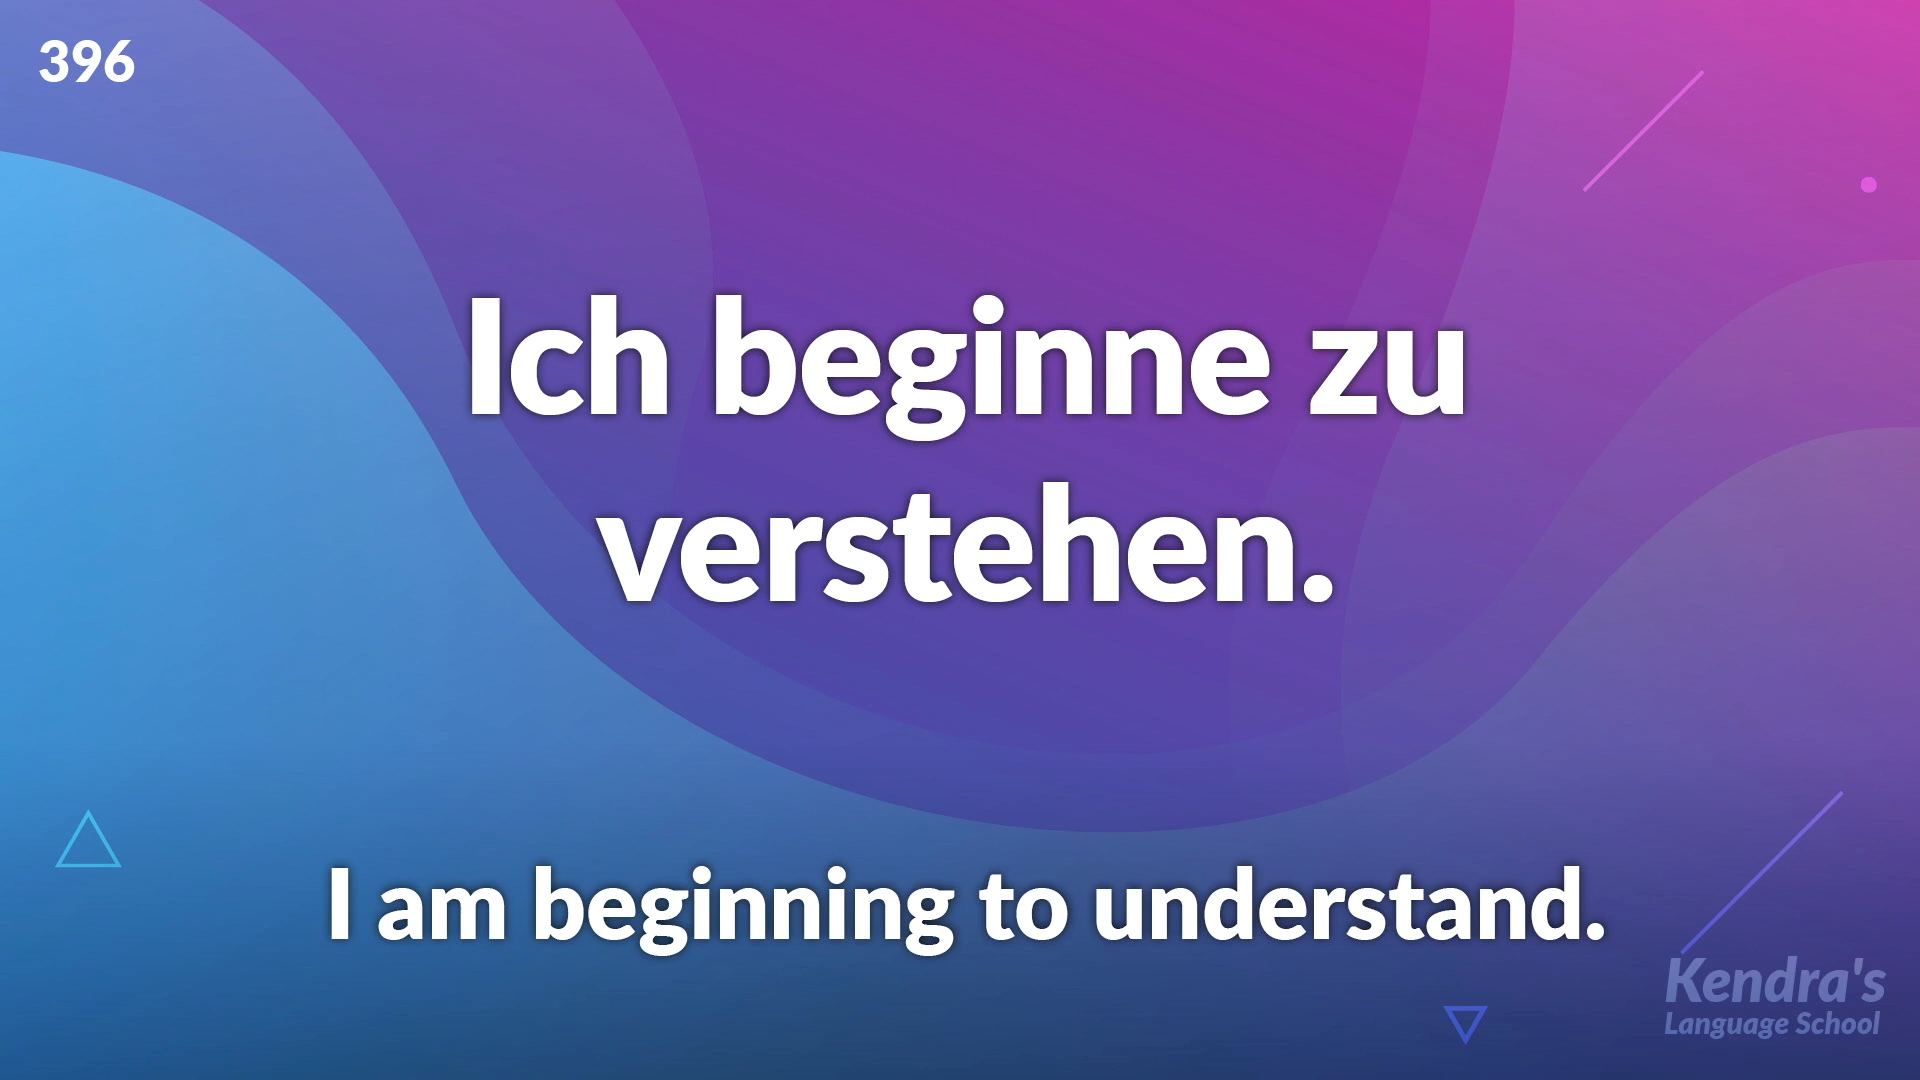 396
Ich beginne zu
verstehen.
I am beginning to understand.
Kendra's
Language School